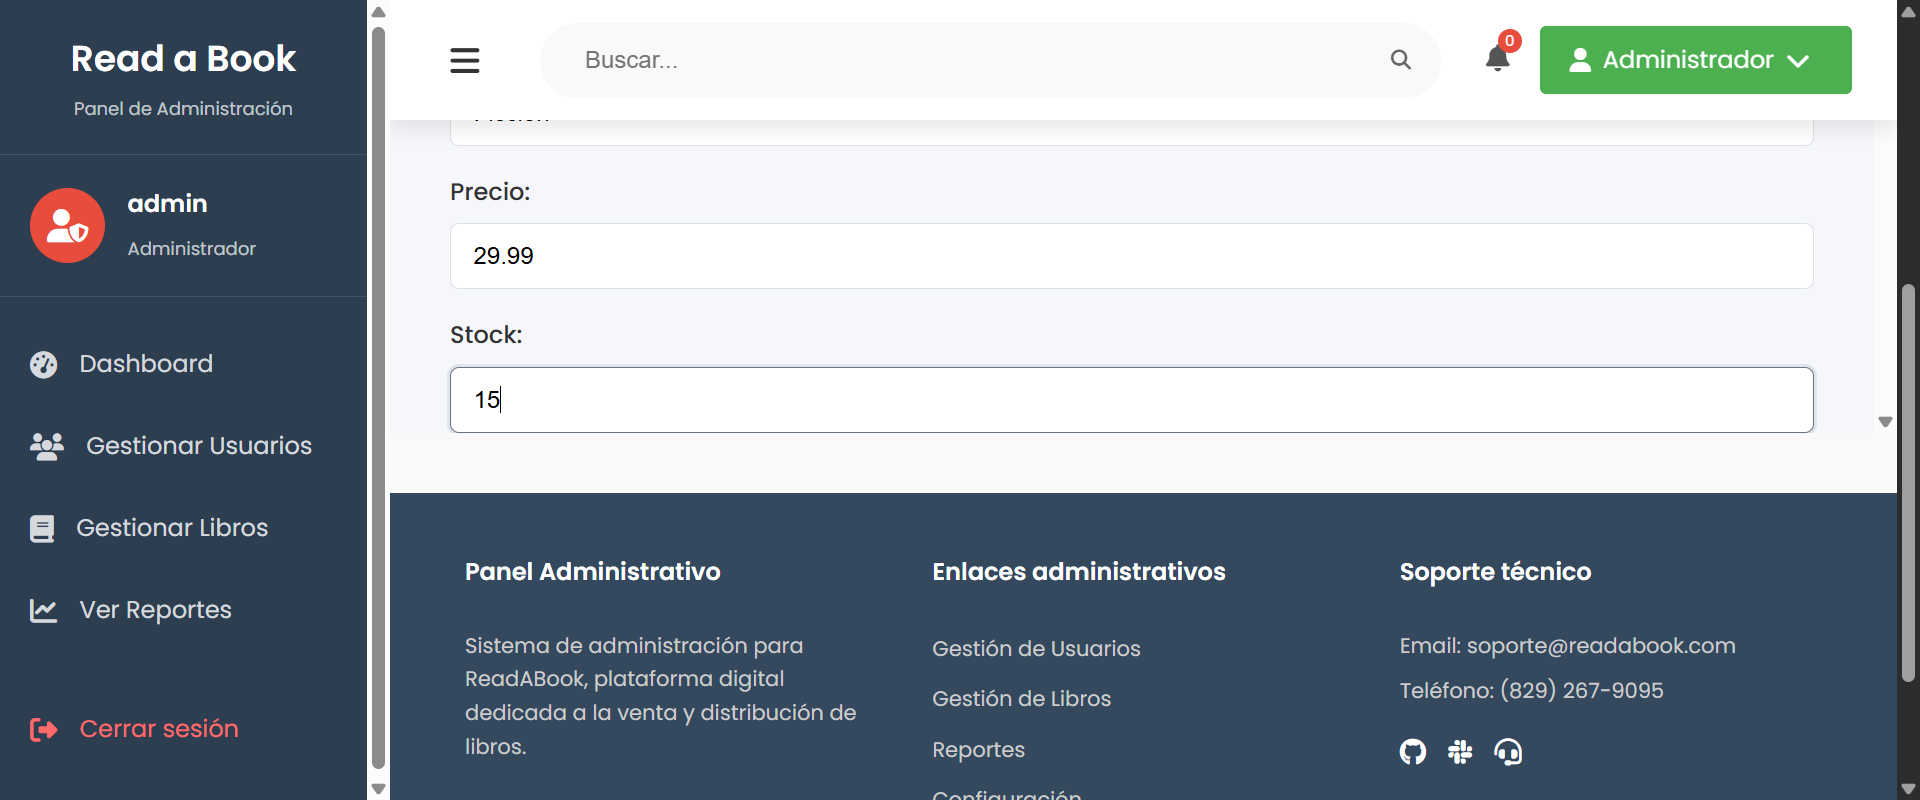 Read a Book
Panel de Administración
admin
Administrador
Dashboard
Gestionar Usuarios
Gestionar Libros
Ver Reportes
Cerrar sesión
Buscar...
0
Administrador
Precio:
29.99
Stock:
15
Panel Administrativo
Sistema de administración para
ReadABook, plataforma digital
dedicada a la venta y distribución de
libros.
Enlaces administrativos
Gestión de Usuarios
Gestión de Libros
Reportes
Configuración
Soporte técnico
Email: soporte@readabook.com
Teléfono: (829) 267-9095